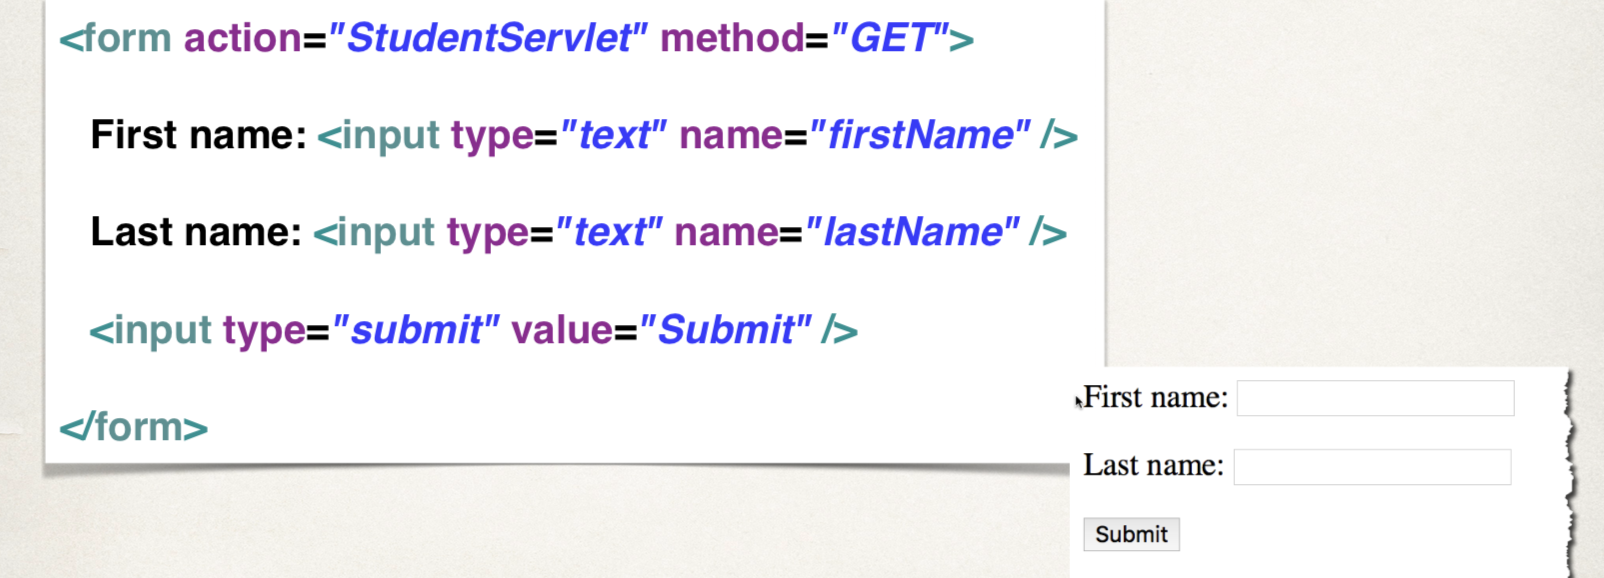 <form action="StudentServlet" method="GET">
First name: <input type="text" name="firstName" />
Last name: <input type="text" name="lastName" />
<input type="submit" value="Submit" />
</form>
First name:
Last name:
Submit